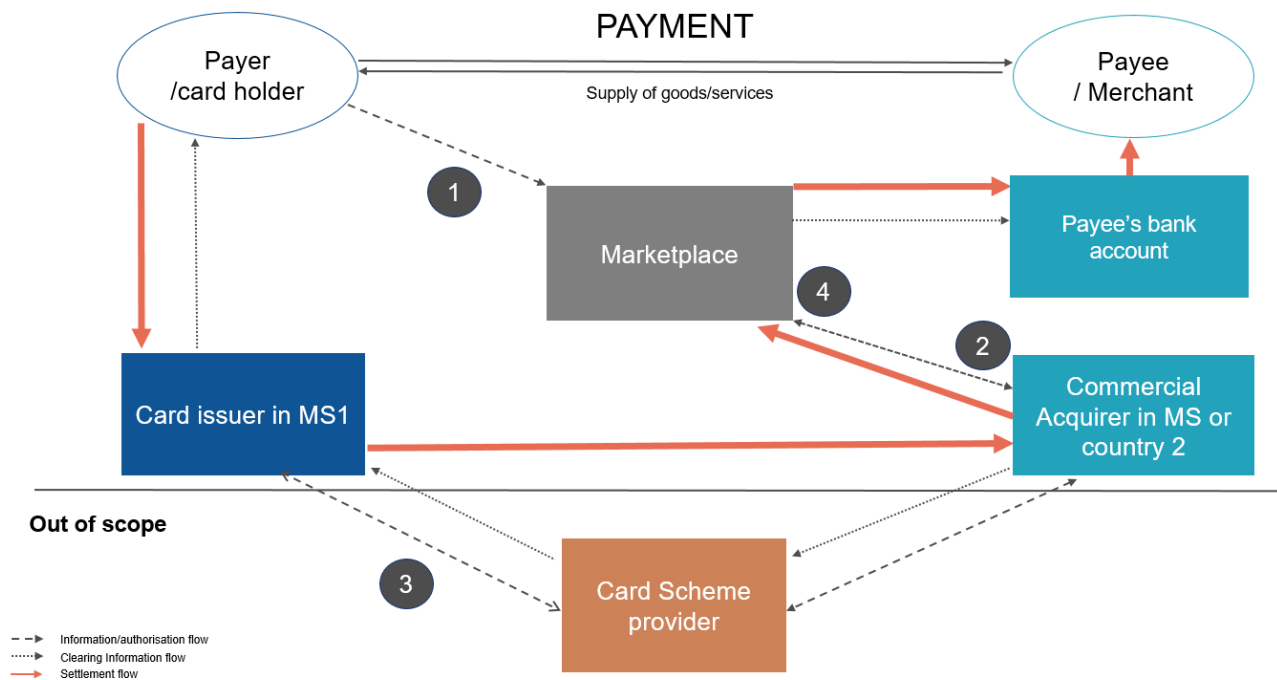 PAYMENT
Payer
/card holder
Payee
/ Merchant
Supply of goods/services
1
Marketplace
Payee’s bank
account
4
2
Card issuer in MS1
Commercial
Acquirer in MS or
country 2
Out of scope
3
Card Scheme
provider
Information/authorisation flow
Clearing Information flow
Settlement flow